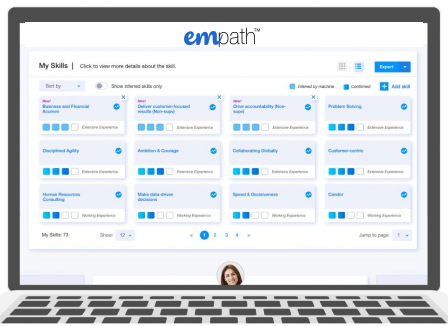 empath™
My Skills | Click to view more details about the skill.
Export
Sort by
Show inferred skills only
Inferred by machine
Confirmed
Add skill
New!
Business and Financial Acumen
Extensive Experience
New!
Deliver customer-focused results (Non-sups)
Extensive Experience
New!
Drive accountability (Non-sups)
Extensive Experience
Problem Solving
Extensive Experience
Disciplined Agility
Extensive Experience
Ambition & Courage
Extensive Experience
Collaborating Globally
Extensive Experience
Customer-centric
Extensive Experience
Human Resources Consulting
Working Experience
Make data-driven decisions
Working Experience
Speed & Decisiveness
Working Experience
Candor
Working Experience
My Skills: 73
Show: 12
< 1 2 3 4 >
Jump to page: 1